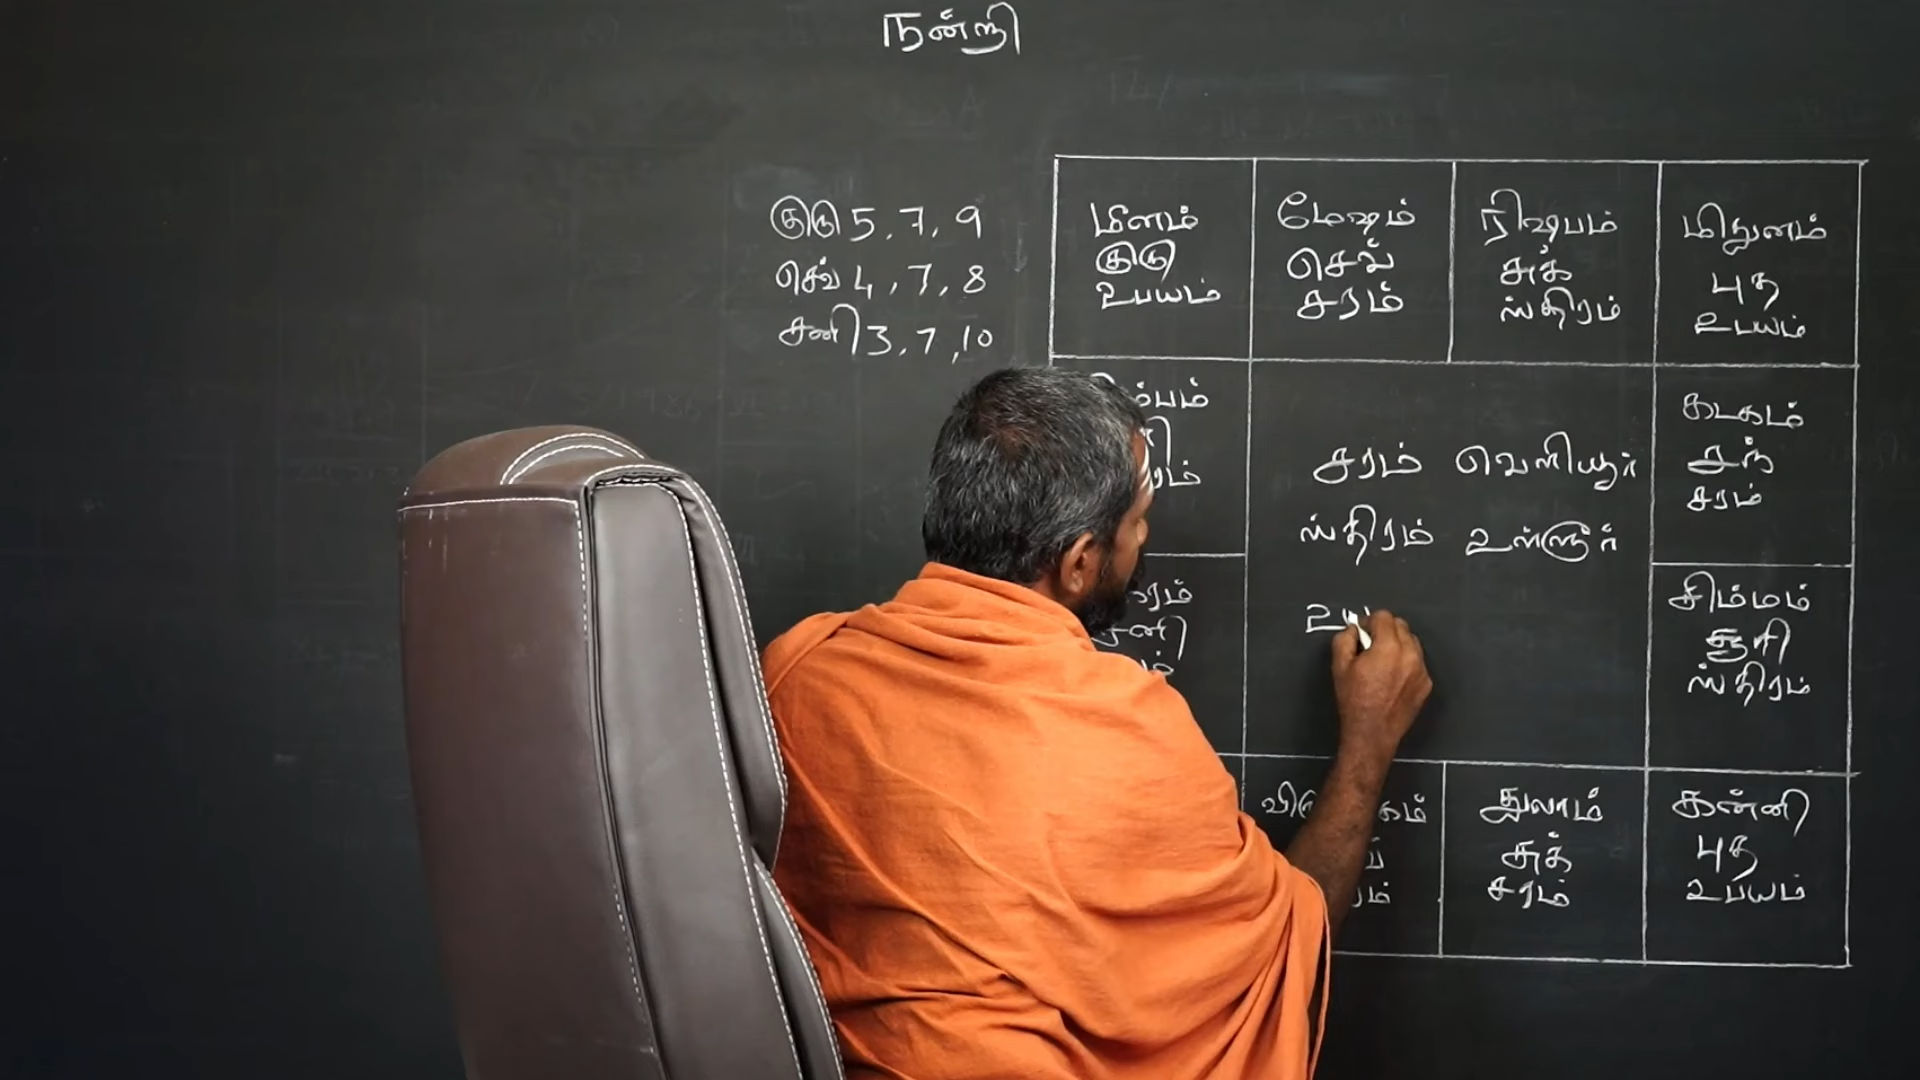 நன்றி
குரு 5, 7, 9
செவ் 4, 7, 8
சனி 3, 7, 10
மீனம்
குரு
உபயம்
மேஷம்
செவ்
சரம்
ரிஷபம்
சுக்
ஸ்திரம்
மிதுனம்
புத
உபயம்
கடகம்
சந்
சரம்
சரம் வெளியூர்
ஸ்திரம் உள்ளூர்
சிம்மம்
சூரி
ஸ்திரம்
துலாம்
சுக்
சரம்
கன்னி
புத
உபயம்